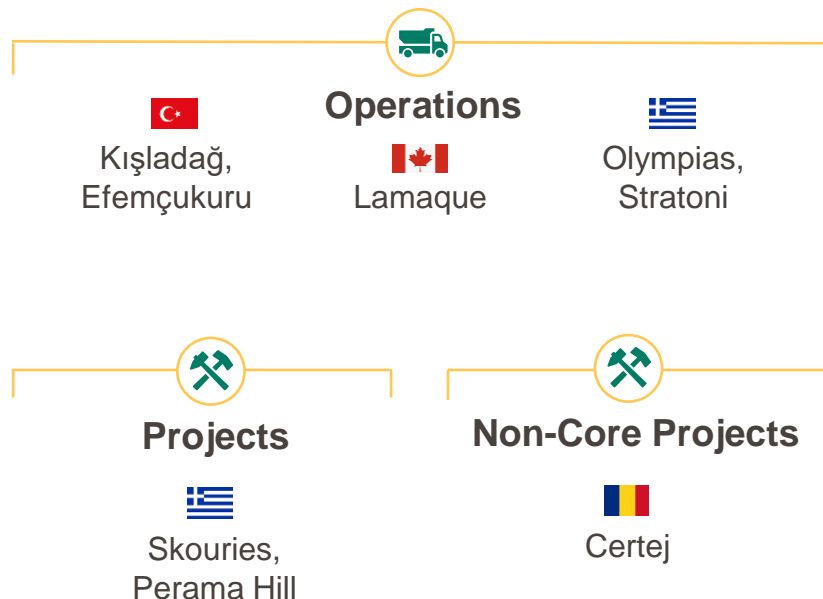 Operations
Kışladağ,
Efemçukuru
Lamaque
Olympias,
Stratoni
Projects
Skouries,
Perama Hill
Non-Core Projects
Certej